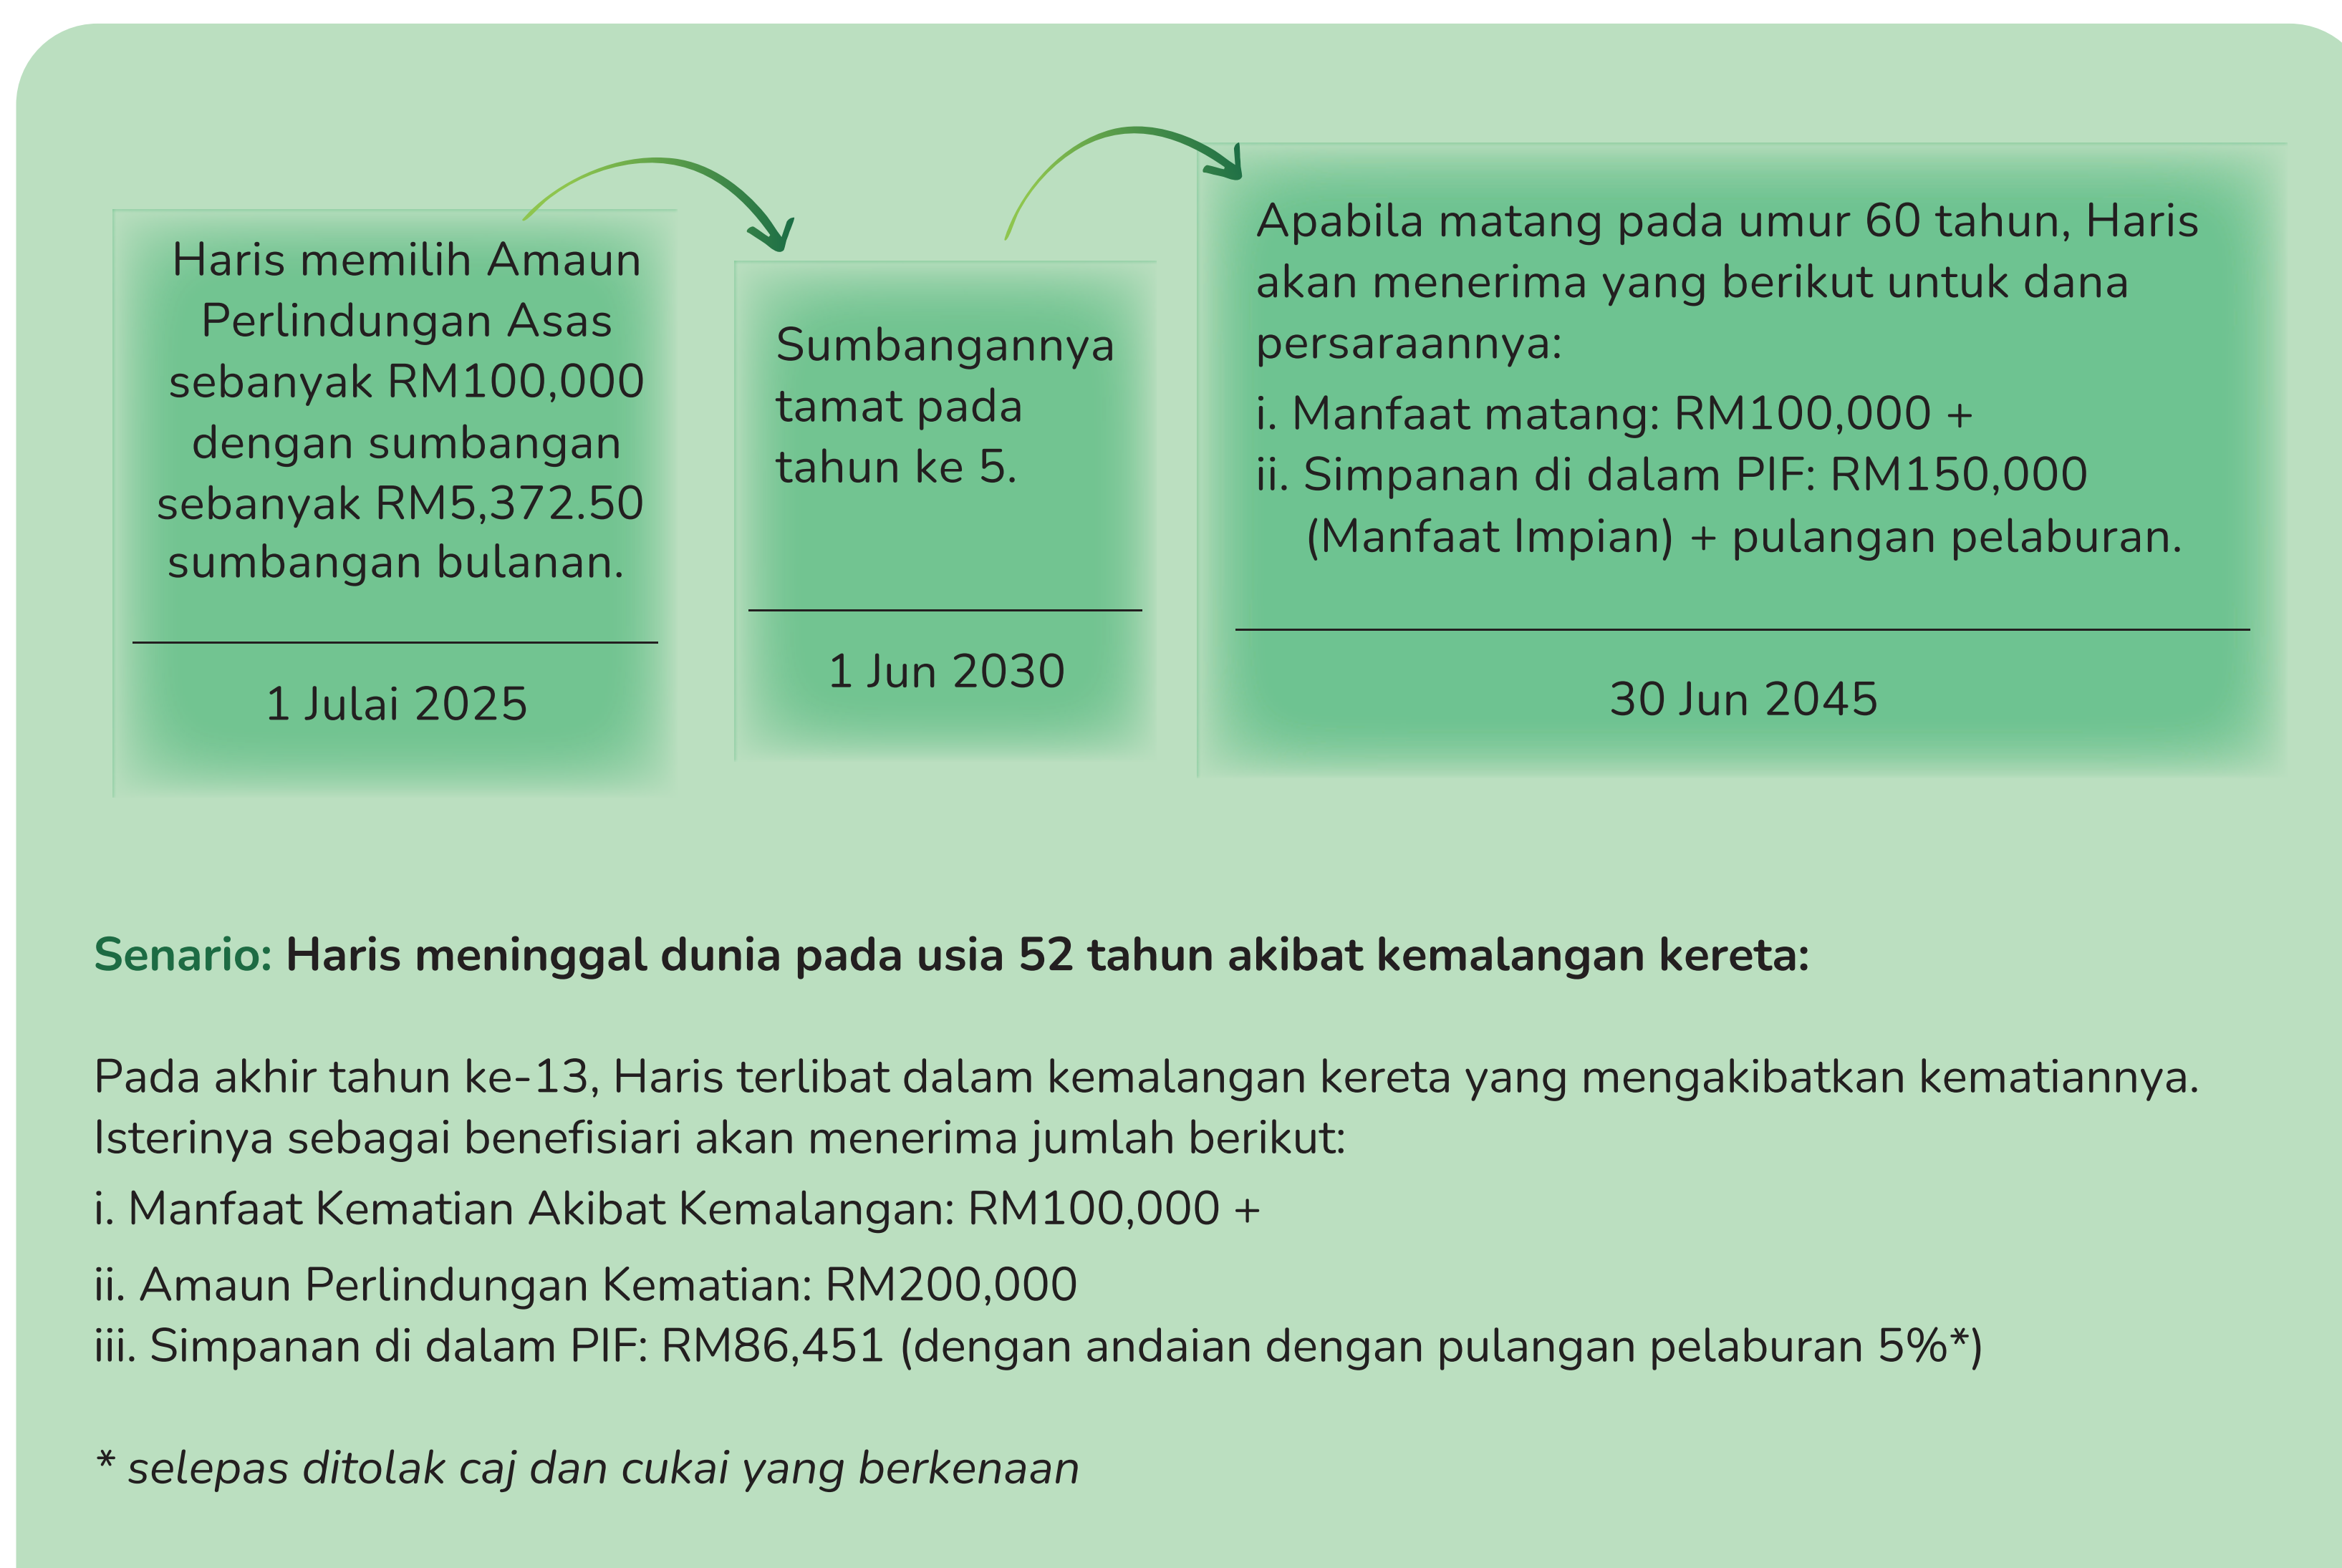 Haris memilih Amaun
Perlindungan Asas
sebanyak RM100,000
dengan sumbangan
sebanyak RM5,372.50
sumbangan bulanan.
1 Julai 2025
Sumbangannya
tamat pada
tahun ke 5.
1 Jun 2030
Apabila matang pada umur 60 tahun, Haris
akan menerima yang berikut untuk dana
persaraannya:
i. Manfaat matang: RM100,000 +
ii. Simpanan di dalam PIF: RM150,000
(Manfaat Impian) + pulangan pelaburan.
30 Jun 2045
Senario: Haris meninggal dunia pada usia 52 tahun akibat kemalangan kereta:
Pada akhir tahun ke-13, Haris terlibat dalam kemalangan kereta yang mengakibatkan kematiannya.
Isterinya sebagai benefisiari akan menerima jumlah berikut:
i. Manfaat Kematian Akibat Kemalangan: RM100,000 +
ii. Amaun Perlindungan Kematian: RM200,000
iii. Simpanan di dalam PIF: RM86,451 (dengan andaian dengan pulangan pelaburan 5%*)
* selepas ditolak caj dan cukai yang berkenaan